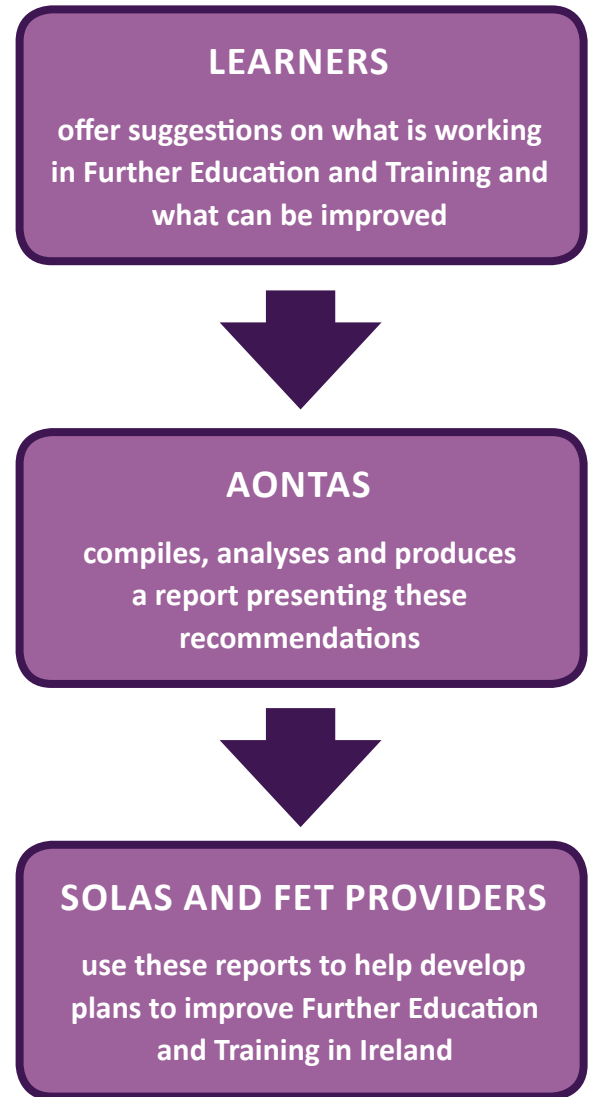 LEARNERS
offer suggestions on what is working
in Further Education and Training and
what can be improved
AONTAS
compiles, analyses and produces
a report presenting these
recommendations
SOLAS AND FET PROVIDERS
use these reports to help develop
plans to improve Further Education
and Training in Ireland